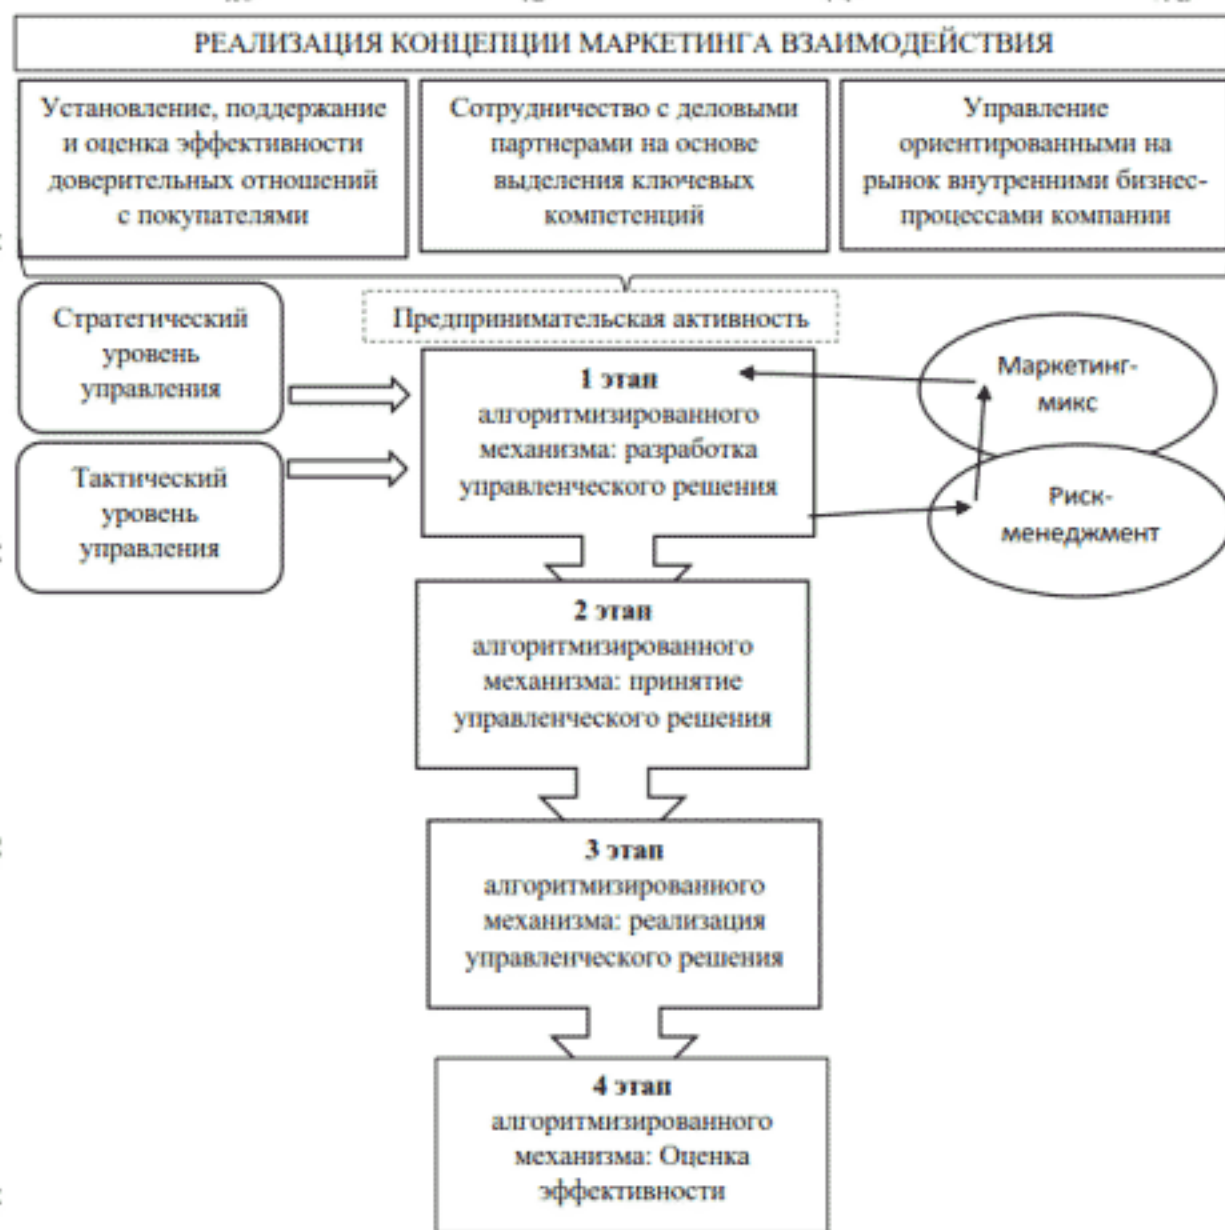 РЕАЛИЗАЦИЯ КОНЦЕПЦИИ МАРКЕТИНГА ВЗАИМОДЕЙСТВИЯ
Установление, поддержание
и оценка эффективности
доверительных отношений
с покупателями
Сотрудничество с деловыми
партнерами на основе
выделения ключевых
компетенций
Управление
ориентированными на
рынок внутренними бизнес-
процессами компании
Стратегический
уровень
управления
Предпринимательская активность
Тактический
уровень
управления
1 этап
алгоритмизированного
механизма: разработка
управленческого решения
Маркетинг-
микс
Риск-
менеджмент
2 этап
алгоритмизированного
механизма: принятие
управленческого решения
3 этап
алгоритмизированного
механизма: реализация
управленческого решения
4 этап
алгоритмизированного
механизма: Оценка
эффективности